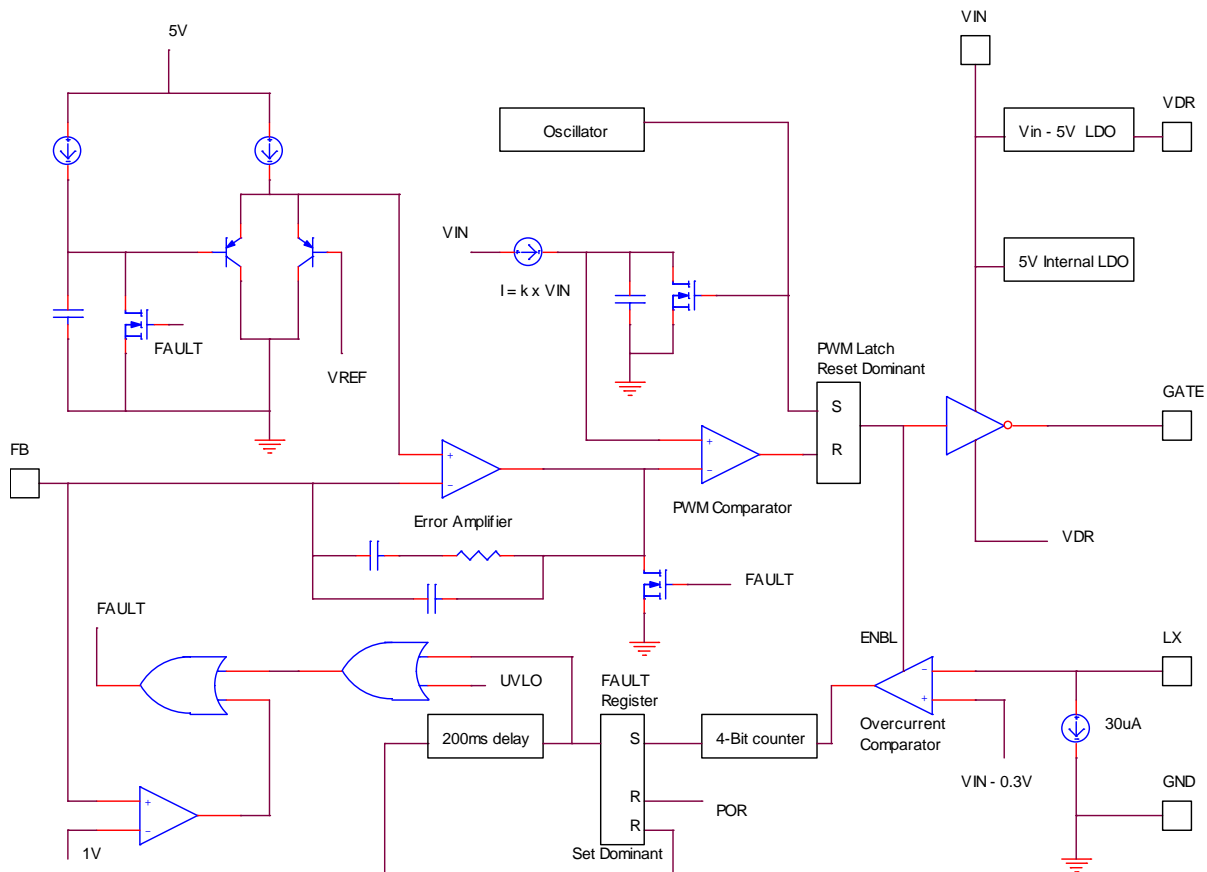 VIN
5V
VDR
Oscillator
Vin - 5V LDO
VIN
I = k x VIN
5V Internal LDO
FAULT
VREF
PWM Latch
Reset Dominant
S
R
GATE
FB
+
-
+
-
PWM Comparator
Error Amplifier
VDR
FAULT
FAULT
ENBL
LX
UVLO
FAULT
Register
-
+
Overcurrent
Comparator
30uA
200ms delay
S
4-Bit counter
VIN - 0.3V
GND
R
POR
R
+
-
1V
Set Dominant